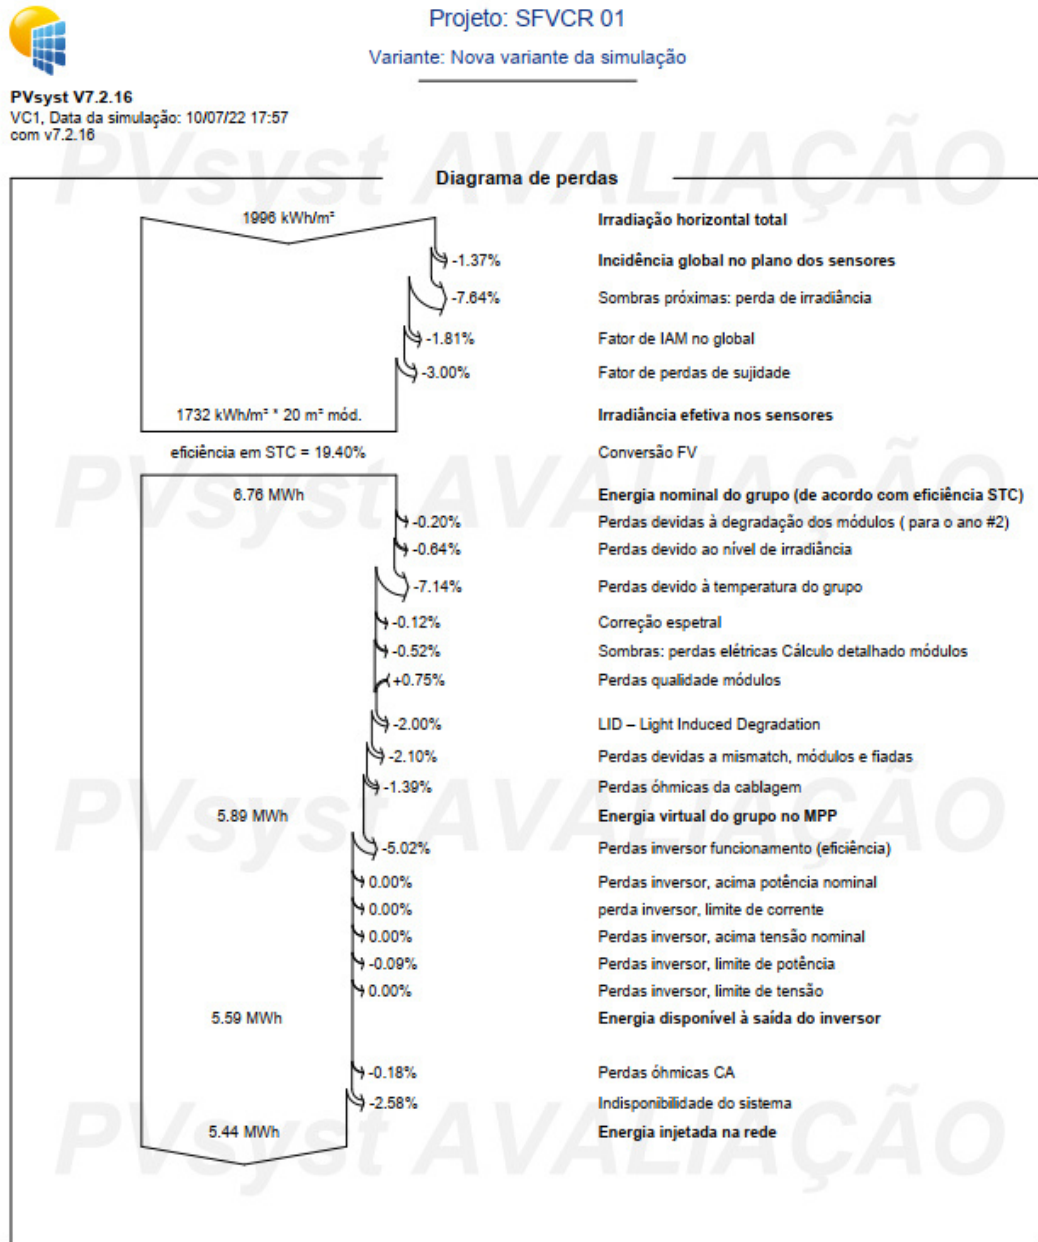 Projeto: SFVCR 01
Variante: Nova variante da simulação
PVsyst V7.2.16
VC1, Data da simulação: 10/07/22 17:57
com v7.2.16
PVsyst AVALIAÇÃO
Diagrama de perdas
1996 kWh/m² Irradiação horizontal total
-1.37% Incidência global no plano dos sensores
-7.64% Sombras próximas: perda de irradiância
-1.81% Fator de IAM no global
-3.00% Fator de perdas de sujidade
1732 kWh/m² * 20 m² mód. Irradiância efetiva nos sensores
eficiência em STC = 19.40% Conversão FV
PVsyst AVALIAÇÃO
6.76 MWh Energia nominal do grupo (de acordo com eficiência STC)
-0.20% Perdas devidas à degradação dos módulos ( para o ano #2)
-0.64% Perdas devido ao nível de irradiância
-7.14% Perdas devido à temperatura do grupo
-0.12% Correção espetral
-0.52% Sombras: perdas elétricas Cálculo detalhado módulos
+0.75% Perdas qualidade módulos
-2.00% LID – Light Induced Degradation
-2.10% Perdas devidas a mismatch, módulos e fiadas
-1.39% Perdas óhmicas da cablagem
5.89 MWh Energia virtual do grupo no MPP
PVsyst AVALIAÇÃO
-5.02% Perdas inversor funcionamento (eficiência)
0.00% Perdas inversor, acima potência nominal
0.00% perda inversor, limite de corrente
0.00% Perdas inversor, acima tensão nominal
-0.09% Perdas inversor, limite de potência
0.00% Perdas inversor, limite de tensão
5.59 MWh Energia disponível à saída do inversor
-0.18% Perdas óhmicas CA
-2.58% Indisponibilidade do sistema
5.44 MWh Energia injetada na rede
PVsyst AVALIAÇÃO